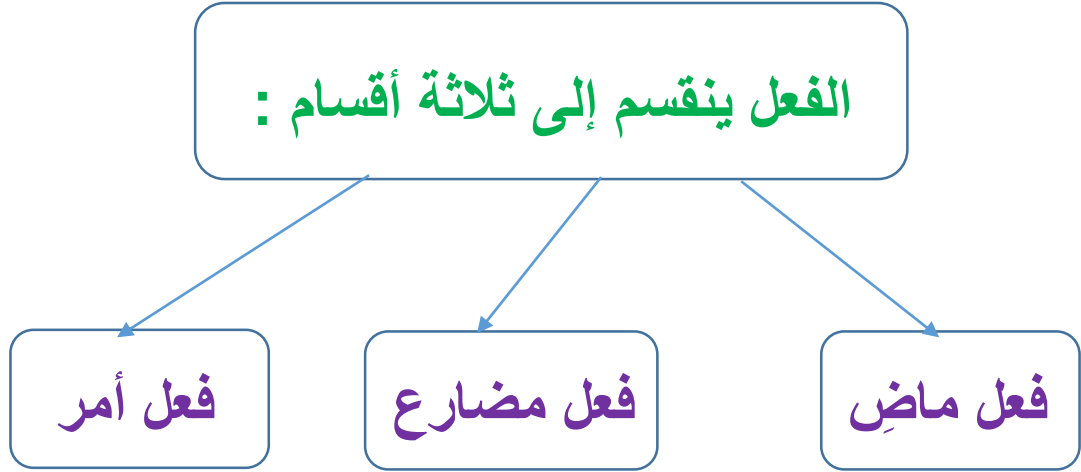 الفعل ينقسم إلى ثلاثة أقسام :
فعل ماضِ
فعل مضارع
فعل أمر